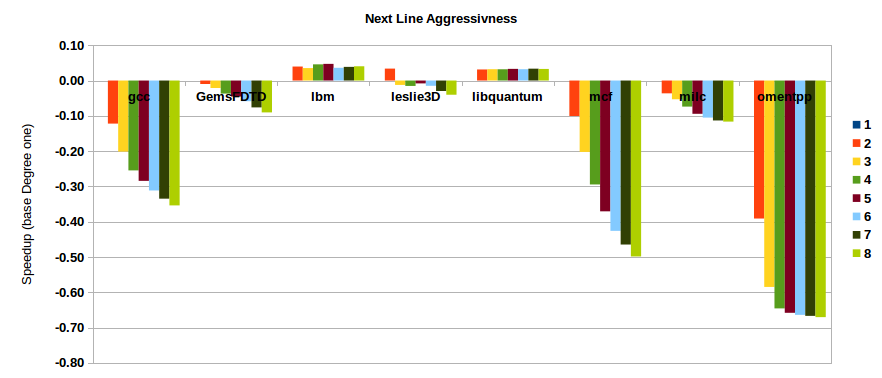 Next Line Aggressivness
0.10
0.00
-0.10
-0.20
-0.30
-0.40
-0.50
-0.60
-0.70
-0.80
Speedup (base Degree one)
gcc
GemsFDTD
lbm
leslie3D
libquantum
mcf
milc
omentpp
1
2
3
4
5
6
7
8